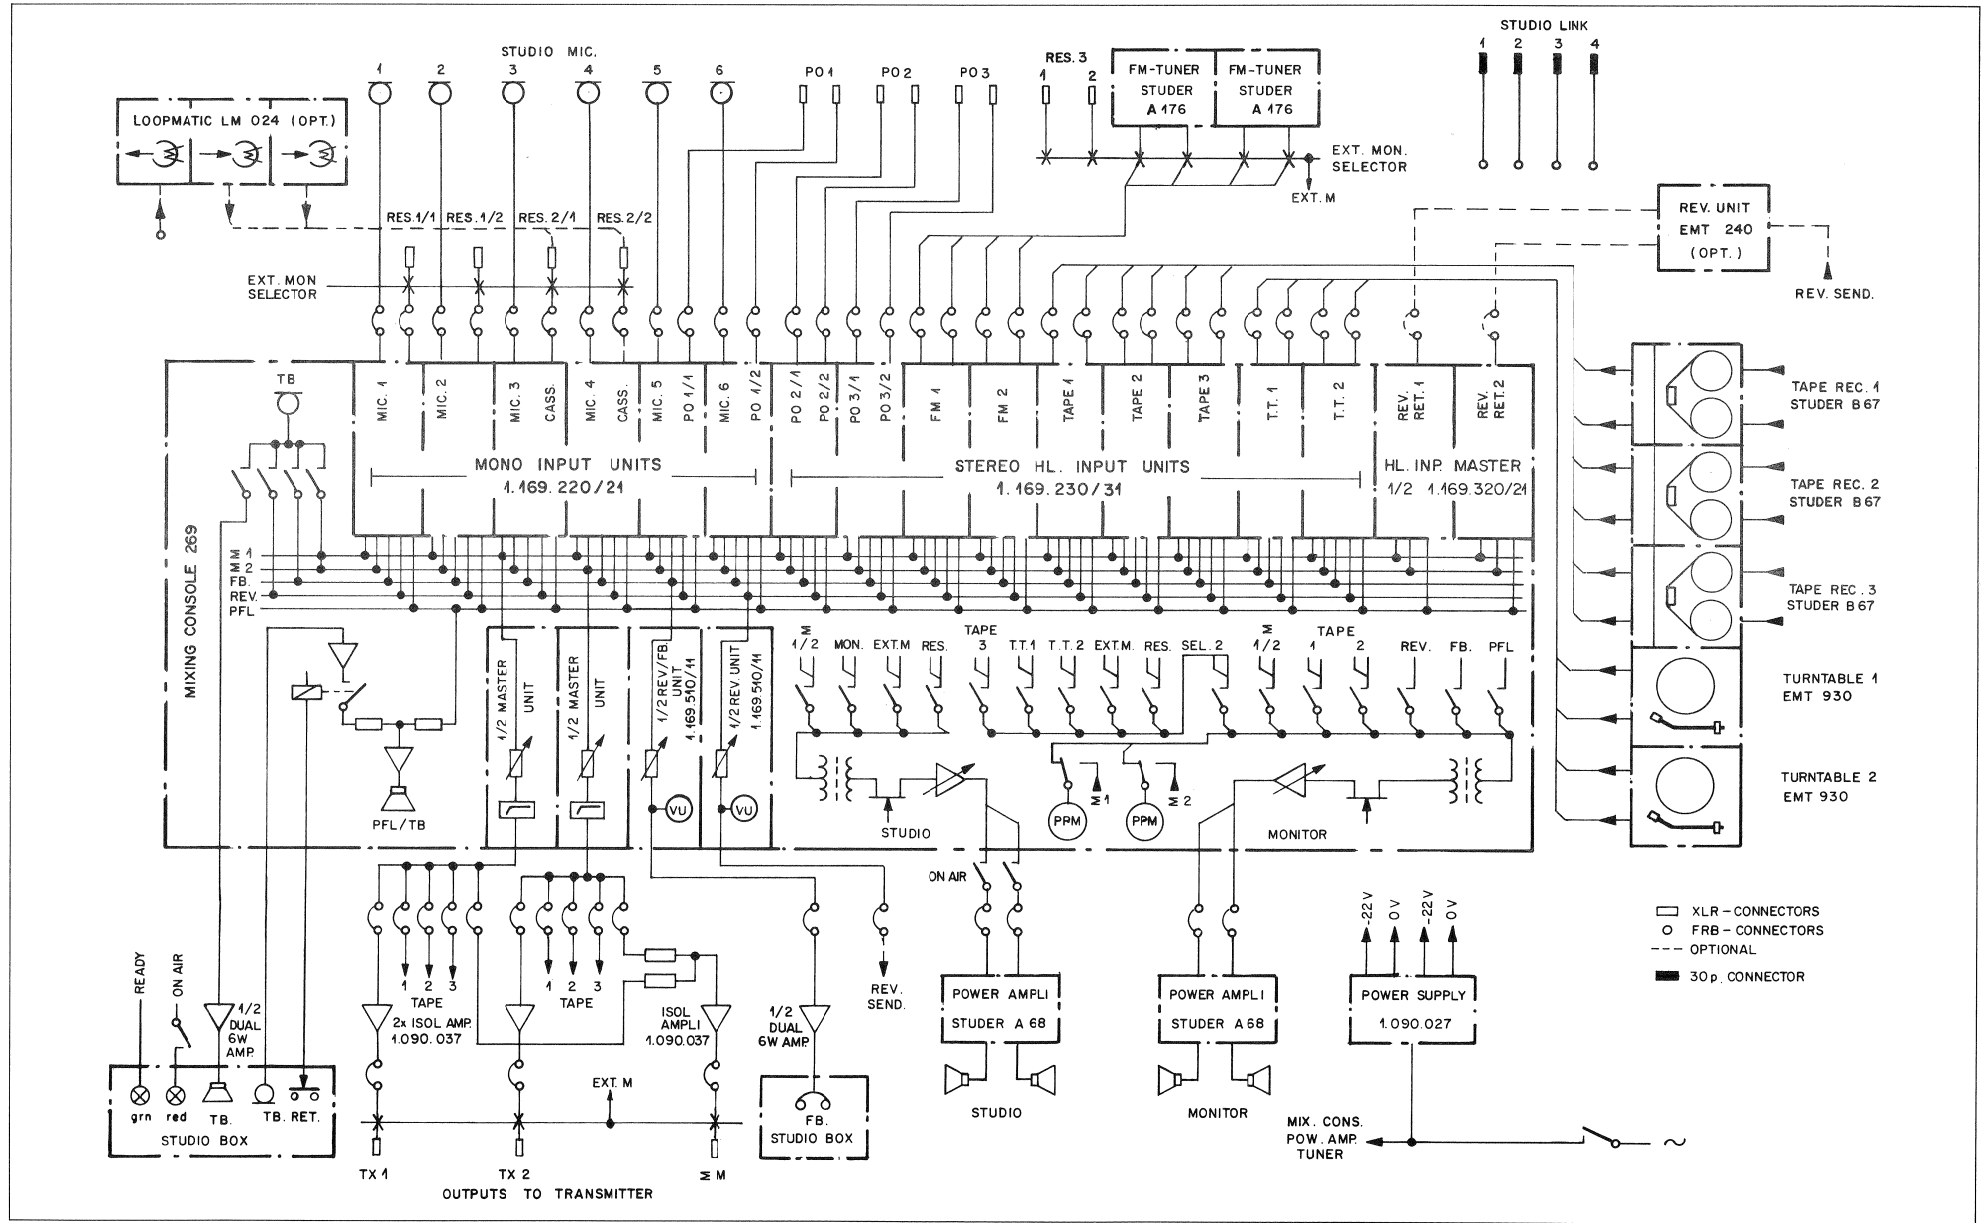 STUDIO LINK
1 2 3 4
STUDIO MIC.
1 2 3 4 5 6
PO 1 PO 2 PO 3
RES. 3
1 2
FM-TUNER
STUDER
A 176
FM-TUNER
STUDER
A 176
LOOPMATIC LM 024 (OPT.)
EXT. MON.
SELECTOR
EXT. M
RES.1/1 RES.1/2 RES.2/1 RES.2/2
EXT. MON
SELECTOR
REV. UNIT
EMT 240
(OPT.)
REV. SEND.
MIXING CONSOLE 269
TB
MIC. 1
MIC. 2
MIC. 3
CASS.
MIC. 4
CASS.
MIC. 5
PO 1/1
MIC. 6
PO 1/2
PO 2/1
PO 2/2
PO 3/1
PO 3/2
FM 1
FM 2
TAPE 1
TAPE 2
TAPE 3
T.T. 1
T.T. 2
REV.
RET. 1
REV.
RET. 2
MONO INPUT UNITS
1.169.220/21
STEREO HL. INPUT UNITS
1.169.230/31
HL. INP. MASTER
1/2 1.169.320/21
TAPE REC. 1
STUDER B67
TAPE REC. 2
STUDER B67
TAPE REC. 3
STUDER B67
TURNTABLE 1
EMT 930
TURNTABLE 2
EMT 930
M 1
M 2
FB.
REV.
PFL
1/2 MASTER
UNIT
1/2 MASTER
UNIT
1/2 REV./FB.
UNIT
1.169.510/11
1/2 REV. UNIT
1.169.510/11
M
1/2 MON. EXT.M RES.
TAPE
3 T.T.1 T.T.2 EXT.M. RES. SEL. 2
M
1/2
TAPE
1 2
REV. FB. PFL
VU VU
STUDIO
PPM M 1
PPM M 2
MONITOR
PFL/TB
ON AIR
-22V 0V -22V 0V
XLR - CONNECTORS
FRB - CONNECTORS
OPTIONAL
30p. CONNECTOR
READY
ON AIR
1/2
DUAL
6W
AMP.
1 2 3
TAPE
2x ISOL AMP.
1.090.037
1 2 3
TAPE
ISOL
AMPLI
1.090.037
1/2
DUAL
6W AMP.
REV.
SEND.
POWER AMPLI
STUDER A 68
POWER AMPLI
STUDER A 68
POWER SUPPLY
1.090.027
STUDIO
MONITOR
grn red TB. TB. RET.
STUDIO BOX
EXT. M
FB.
STUDIO BOX
MIX. CONS.
POW. AMP.
TUNER
TX 1 TX 2 M M
OUTPUTS TO TRANSMITTER